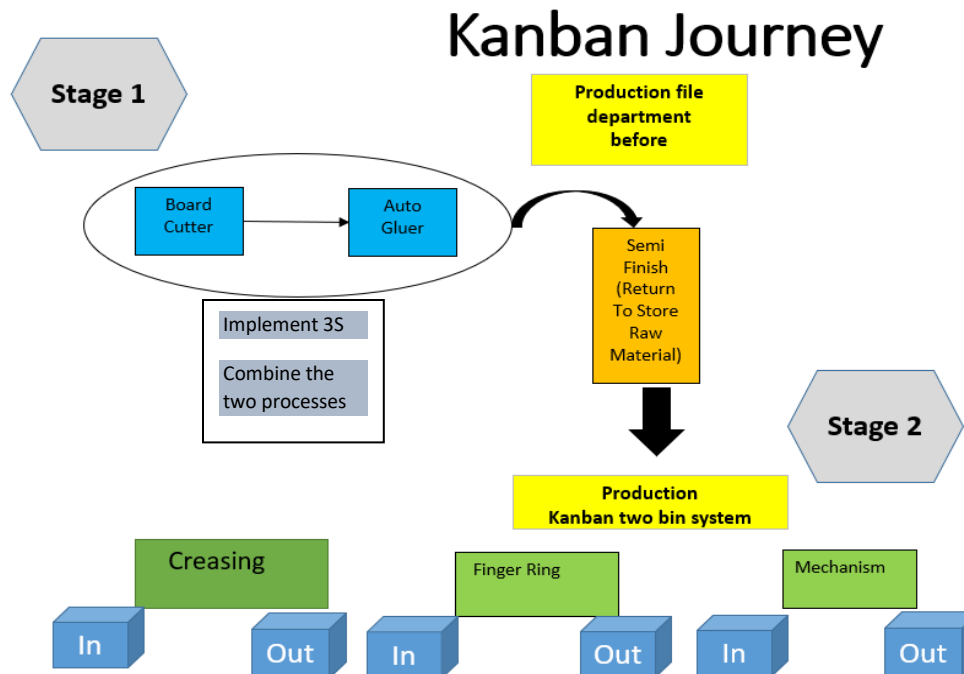 Kanban Journey
Stage 1
Production file
department
before
Board
Cutter
Auto
Gluer
Semi
Finish
(Return
To Store
Raw
Material)
Implement 3S
Combine the
two processes
Stage 2
Production
Kanban two bin system
Creasing
Finger Ring
Mechanism
In
Out
In
Out
In
Out